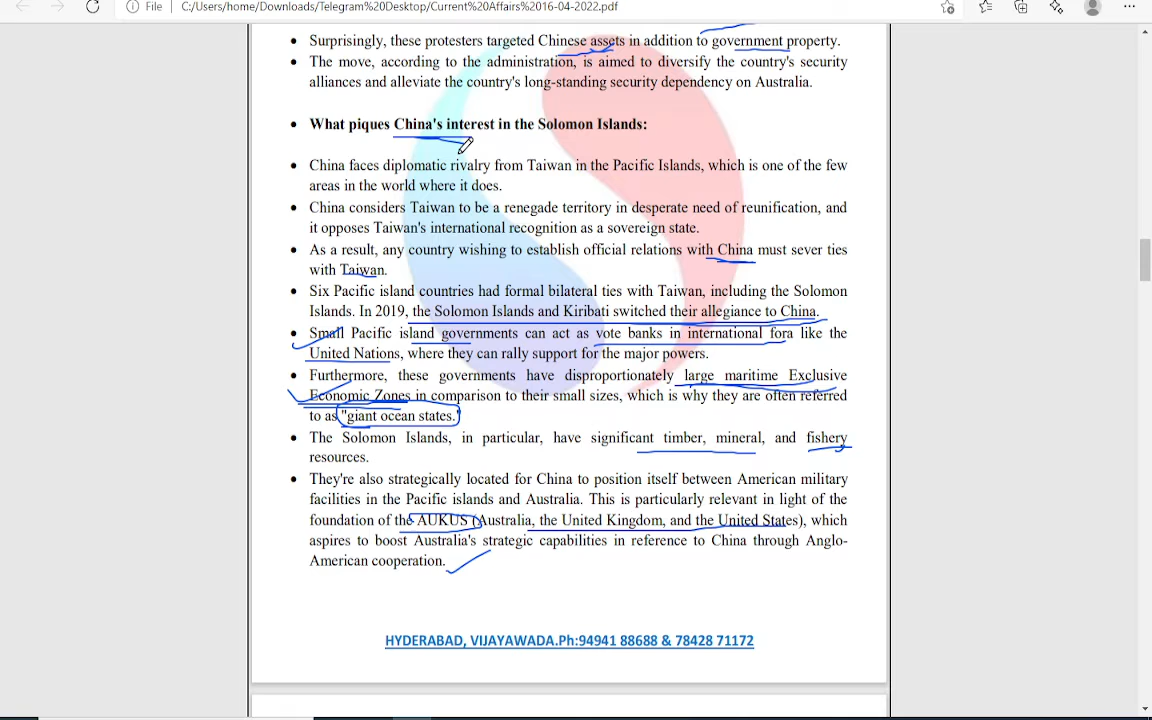 File
C:/Users/home/Downloads/Telegram%20Desktop/Current%20Affairs%2016-04-2022.pdf
• Surprisingly, these protesters targeted Chinese assets in addition to government property.
• The move, according to the administration, is aimed to diversify the country's security
alliances and alleviate the country's long-standing security dependency on Australia.
• What piques China's interest in the Solomon Islands:
• China faces diplomatic rivalry from Taiwan in the Pacific Islands, which is one of the few
areas in the world where it does.
• China considers Taiwan to be a renegade territory in desperate need of reunification, and
it opposes Taiwan's international recognition as a sovereign state.
• As a result, any country wishing to establish official relations with China must sever ties
with Taiwan.
• Six Pacific island countries had formal bilateral ties with Taiwan, including the Solomon
Islands. In 2019, the Solomon Islands and Kiribati switched their allegiance to China.
• Small Pacific island governments can act as vote banks in international fora like the
United Nations, where they can rally support for the major powers.
• Furthermore, these governments have disproportionately large maritime Exclusive
Economic Zones in comparison to their small sizes, which is why they are often referred
to as "giant ocean states."
• The Solomon Islands, in particular, have significant timber, mineral, and fishery
resources.
• They're also strategically located for China to position itself between American military
facilities in the Pacific islands and Australia. This is particularly relevant in light of the
foundation of the AUKUS (Australia, the United Kingdom, and the United States), which
aspires to boost Australia's strategic capabilities in reference to China through Anglo-
American cooperation.
HYDERABAD, VIJAYAWADA.Ph:94941 88688 & 78428 71172